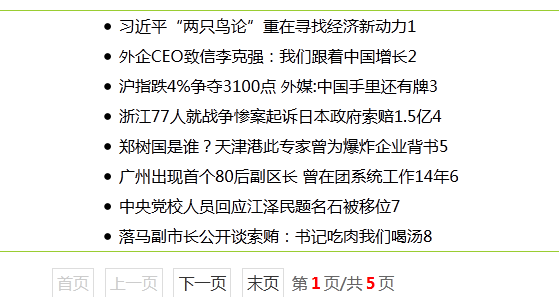 习近平“两只鸟论”重在寻找经济新动力1
外企CEO致信李克强：我们跟着中国增长2
沪指跌4%争夺3100点 外媒:中国手里还有牌3
浙江77人就战争惨案起诉日本政府索赔1.5亿4
郑树国是谁？天津港此专家曾为爆炸企业背书5
广州出现首个80后副区长 曾在团系统工作14年6
中央党校人员回应江泽民题名石被移位7
落马副市长公开谈索贿：书记吃肉我们喝汤8
首页 上一页 下一页 末页 第1页/共5页